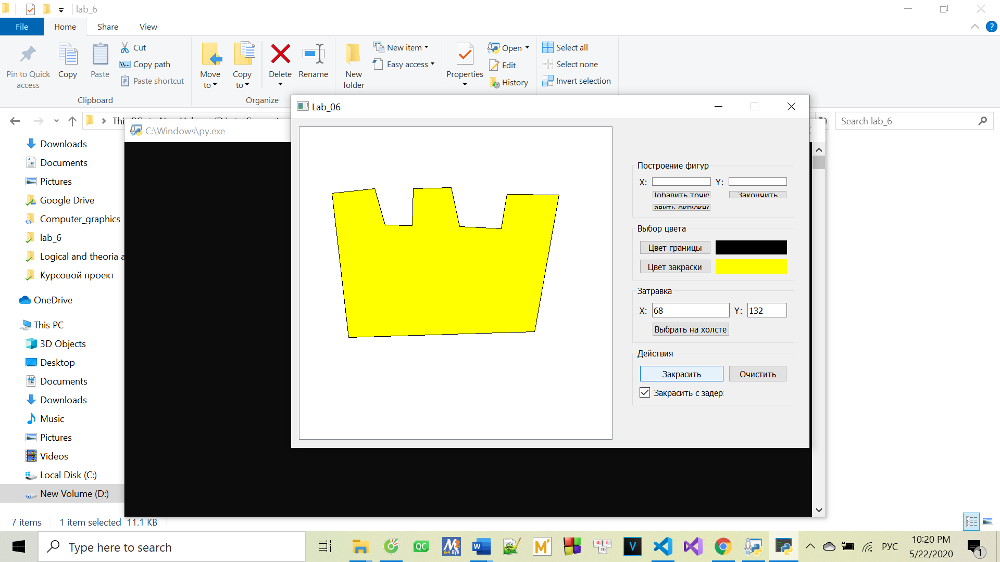 lab_6
File Home Share View
Pin to Quick access
Copy
Paste
Cut
Copy path
Paste shortcut
Clipboard
Move to
Copy to
Delete
Rename
Organize
New folder
New item
Easy access
Properties
Open
Edit
History
Select all
Select none
Invert selection
Search lab_6
C:\Windows\py.exe
Lab_06
Downloads
Documents
Pictures
Google Drive
Computer_graphics
lab_6
Logical and theoria a
Курсовой проект
OneDrive
This PC
3D Objects
Desktop
Documents
Downloads
Music
Pictures
Videos
Local Disk (C:)
New Volume (D:)
Построение фигур
X: Y:
Закончить
Выбор цвета
Цвет границы
Цвет закраски
Затравка
X: 68 Y: 132
Выбрать на холсте
Действия
Закрасить Очистить
Закрасить с задер
7 items 1 item selected 11.1 KB
Type here to search
РУС
10:20 PM
5/22/2020
1